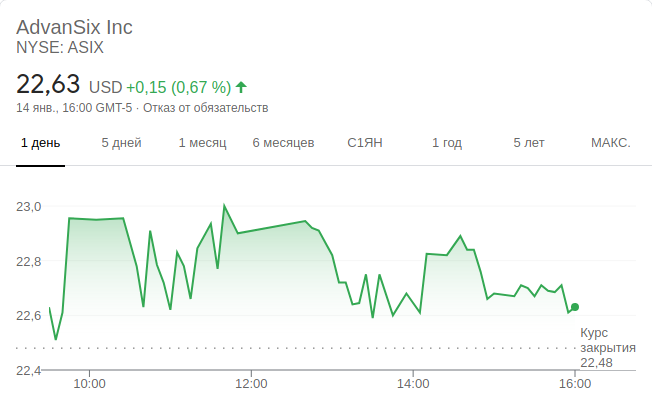 AdvanSix Inc
NYSE: ASIX
22,63 USD +0,15 (0,67 %)
14 янв., 16:00 GMT-5 · Отказ от обязательств
1 день 5 дней 1 месяц 6 месяцев С1ЯН 1 год 5 лет МАКС.
23,0
22,8
22,6
Курс
закрытия
22,48
22,4
10:00 12:00 14:00 16:00